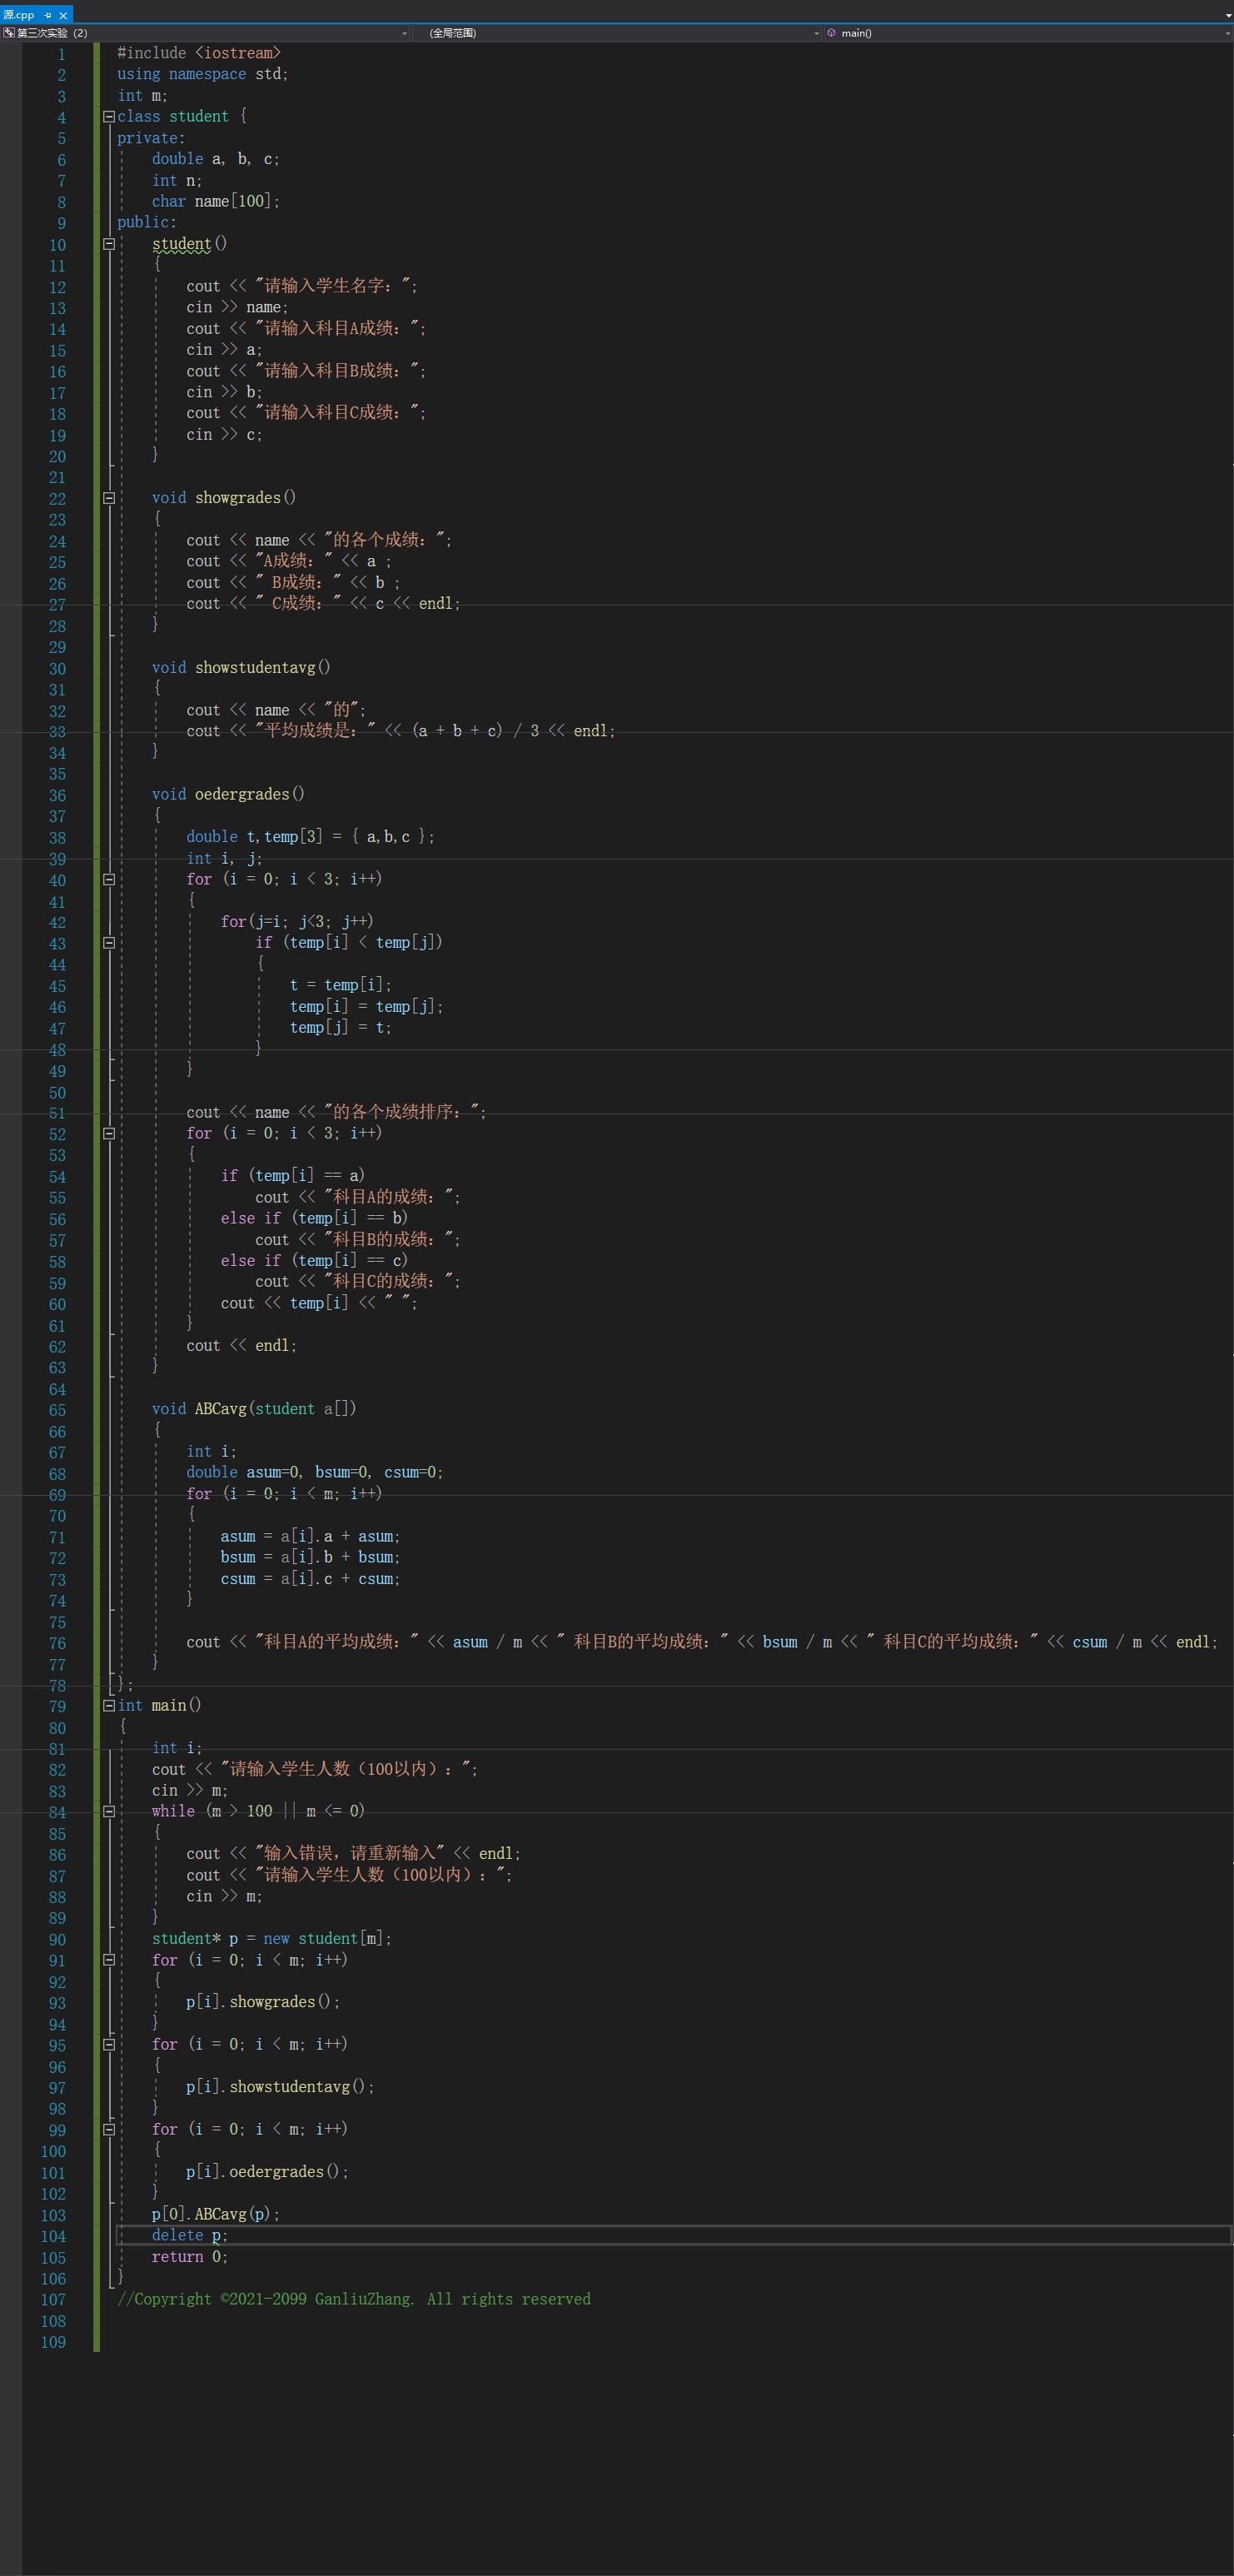 源.cpp
第三次实验 (2) (全局范围) main()
1 #include <iostream>
2 using namespace std;
3 int m;
4 class student {
5 private:
6 double a, b, c;
7 int n;
8 char name[100];
9 public:
10 student()
11 {
12 cout << "请输入学生名字：";
13 cin >> name;
14 cout << "请输入科目A成绩：";
15 cin >> a;
16 cout << "请输入科目B成绩：";
17 cin >> b;
18 cout << "请输入科目C成绩：";
19 cin >> c;
20 }
21
22 void showgrades()
23 {
24 cout << name << "的各个成绩：";
25 cout << "A成绩：" << a ;
26 cout << " B成绩：" << b ;
27 cout << " C成绩：" << c << endl;
28 }
29
30 void showstudentavg()
31 {
32 cout << name << "的";
33 cout << "平均成绩是：" << (a + b + c) / 3 << endl;
34 }
35
36 void oedergrades()
37 {
38 double t,temp[3] = { a,b,c };
39 int i, j;
40 for (i = 0; i < 3; i++)
41 {
42 for(j=i; j<3; j++)
43 if (temp[i] < temp[j])
44 {
45 t = temp[i];
46 temp[i] = temp[j];
47 temp[j] = t;
48 }
49 }
50
51 cout << name << "的各个成绩排序：";
52 for (i = 0; i < 3; i++)
53 {
54 if (temp[i] == a)
55 cout << "科目A的成绩：";
56 else if (temp[i] == b)
57 cout << "科目B的成绩：";
58 else if (temp[i] == c)
59 cout << "科目C的成绩：";
60 cout << temp[i] << " ";
61 }
62 cout << endl;
63 }
64
65 void ABCavg(student a[])
66 {
67 int i;
68 double asum=0, bsum=0, csum=0;
69 for (i = 0; i < m; i++)
70 {
71 asum = a[i].a + asum;
72 bsum = a[i].b + bsum;
73 csum = a[i].c + csum;
74 }
75
76 cout << "科目A的平均成绩：" << asum / m << " 科目B的平均成绩：" << bsum / m << " 科目C的平均成绩：" << csum / m << endl;
77 }
78 };
79 int main()
80 {
81 int i;
82 cout << "请输入学生人数（100以内）：";
83 cin >> m;
84 while (m > 100 || m <= 0)
85 {
86 cout << "输入错误，请重新输入" << endl;
87 cout << "请输入学生人数（100以内）：";
88 cin >> m;
89 }
90 student* p = new student[m];
91 for (i = 0; i < m; i++)
92 {
93 p[i].showgrades();
94 }
95 for (i = 0; i < m; i++)
96 {
97 p[i].showstudentavg();
98 }
99 for (i = 0; i < m; i++)
100 {
101 p[i].oedergrades();
102 }
103 p[0].ABCavg(p);
104 delete p;
105 return 0;
106 }
107 //Copyright ©2021-2099 GanliuZhang. All rights reserved
108
109